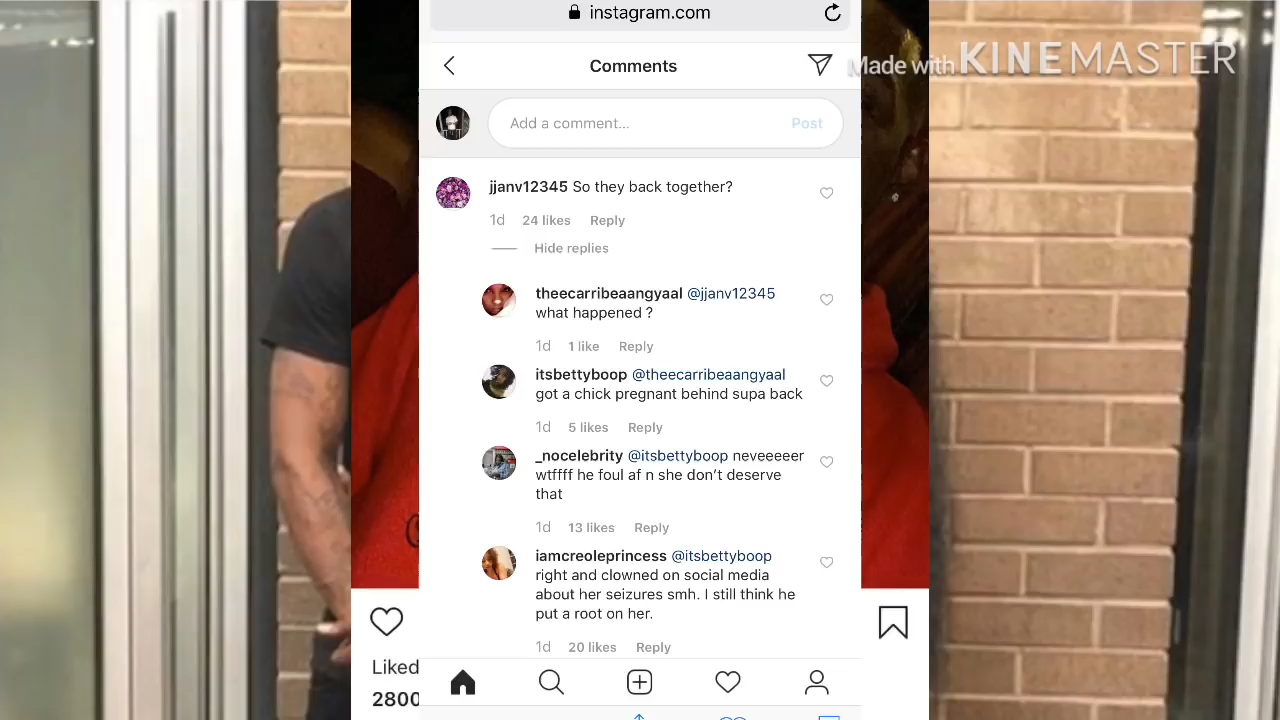 instagram.com
Comments
Made with KINEMASTER
Add a comment... Post
jjanv12345 So they back together?
1d 24 likes Reply
Hide replies
theecarribeaangyaal @jjanv12345
what happened ?
1d 1 like Reply
itsbettyboop @theecarribeaangyaal
got a chick pregnant behind supa back
1d 5 likes Reply
_nocelebrity @itsbettyboop neveeeeer
wtffff he foul af n she don’t deserve
that
1d 13 likes Reply
iamcreoleprincess @itsbettyboop
right and clowned on social media
about her seizures smh. I still think he
put a root on her.
1d 20 likes Reply
Liked
2800